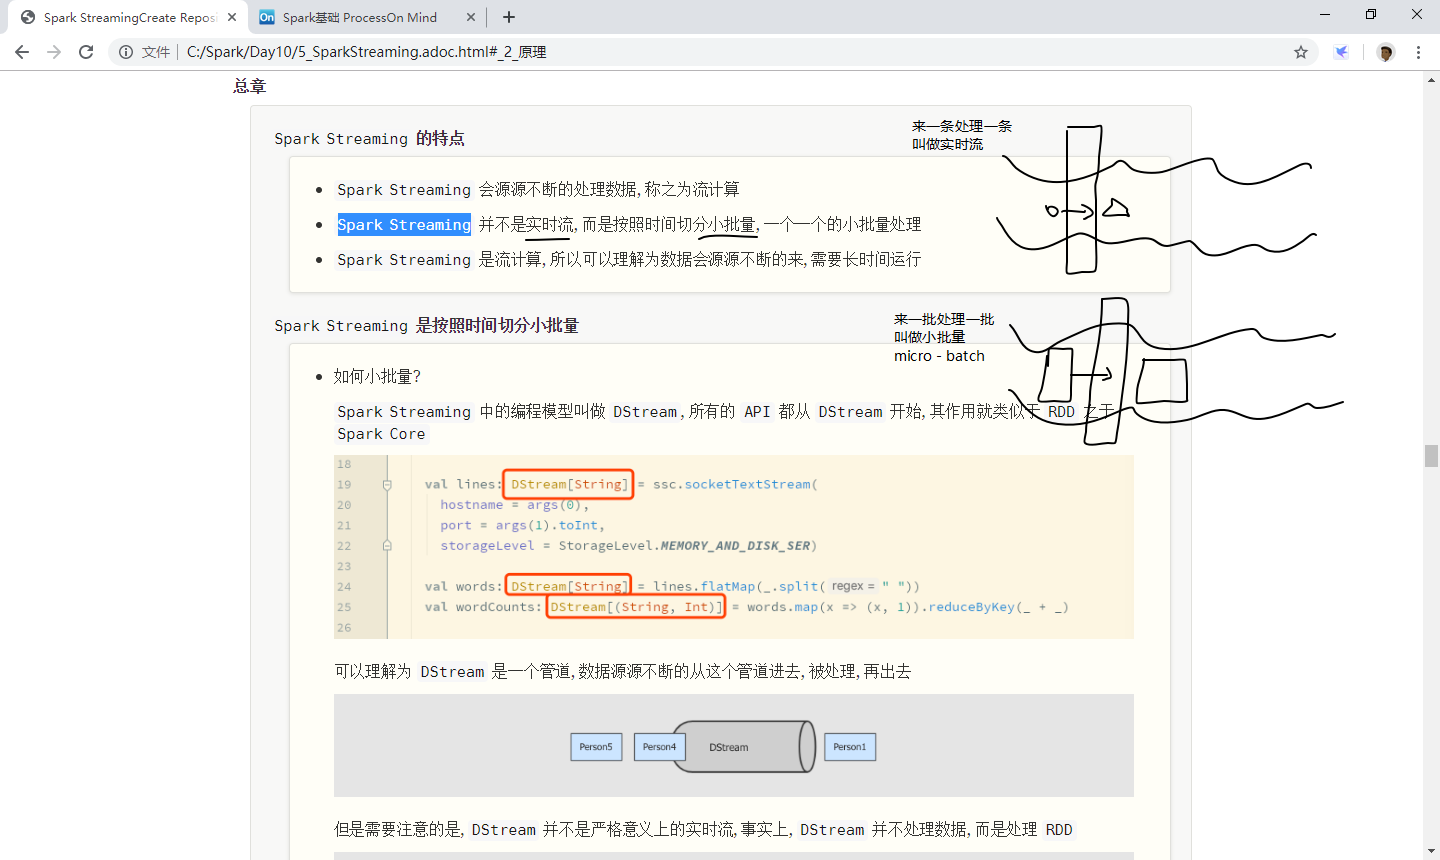 Spark StreamingCreate Reposi
Spark基础 ProcessOn Mind
文件 C:/Spark/Day10/5_SparkStreaming.adoc.html#_2_原理
总章
Spark Streaming 的特点
来一条处理一条
叫做实时流
Spark Streaming 会源源不断的处理数据, 称之为流计算
Spark Streaming 并不是实时流, 而是按照时间切分小批量, 一个一个的小批量处理
Spark Streaming 是流计算, 所以可以理解为数据会源源不断的来, 需要长时间运行
Spark Streaming 是按照时间切分小批量
来一批处理一批
叫做小批量
micro - batch
如何小批量?
Spark Streaming 中的编程模型叫做 DStream, 所有的 API 都从 DStream 开始, 其作用就类似于 RDD 之于
Spark Core
18
19 val lines: DStream[String] = ssc.socketTextStream(
20 hostname = args(0),
21 port = args(1).toInt,
22 storageLevel = StorageLevel.MEMORY_AND_DISK_SER)
23
24 val words: DStream[String] = lines.flatMap(_.split( regex = " "))
25 val wordCounts: DStream[(String, Int)] = words.map(x => (x, 1)).reduceByKey(_ + _)
26
可以理解为 DStream 是一个管道, 数据源源不断的从这个管道进去, 被处理, 再出去
Person5 Person4 DStream Person1
但是需要注意的是, DStream 并不是严格意义上的实时流, 事实上, DStream 并不处理数据, 而是处理 RDD